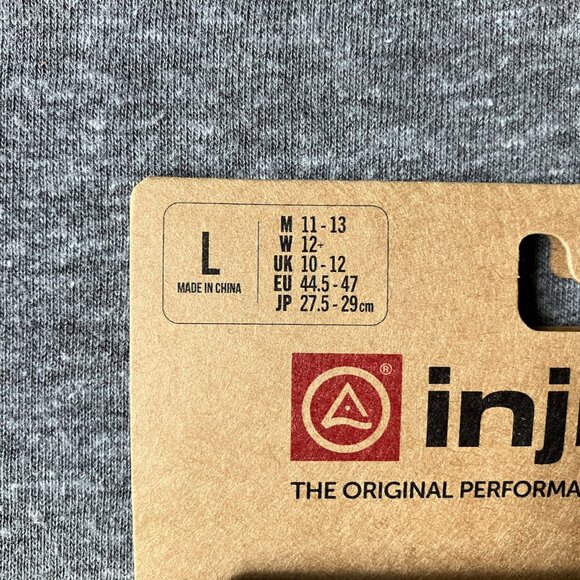 L
MADE IN CHINA
M 11 - 13
W 12+
UK 10 - 12
EU 44.5 - 47
JP 27.5 - 29cm
®
inj
THE ORIGINAL PERFORMA